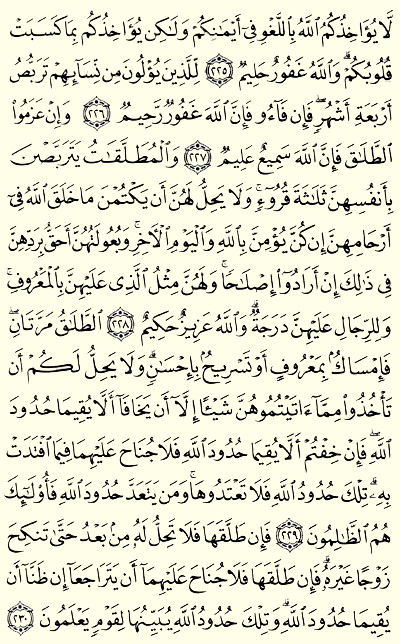 لَّا يُؤَاخِذُكُمُ ٱللَّهُ بِٱللَّغْوِ فِىٓ أَيْمَـٰنِكُمْ وَلَـٰكِن يُؤَاخِذُكُم بِمَا كَسَبَتْ
قُلُوبُكُمْ ۗ وَٱللَّهُ غَفُورٌ حَلِيمٌ ٢٢٥ لِّلَّذِينَ يُؤْلُونَ مِن نِّسَآئِهِمْ تَرَبُّصُ
أَرْبَعَةِ أَشْهُرٍ ۖ فَإِن فَآءُو فَإِنَّ ٱللَّهَ غَفُورٌ رَّحِيمٌ ٢٢٦ وَإِنْ عَزَمُوا۟
ٱلطَّلَـٰقَ فَإِنَّ ٱللَّهَ سَمِيعٌ عَلِيمٌ ٢٢٧ وَٱلْمُطَلَّقَـٰتُ يَتَرَبَّصْنَ
بِأَنفُسِهِنَّ ثَلَـٰثَةَ قُرُوٓءٍ ۚ وَلَا يَحِلُّ لَهُنَّ أَن يَكْتُمْنَ مَا خَلَقَ ٱللَّهُ فِىٓ
أَرْحَامِهِنَّ إِن كُنَّ يُؤْمِنَّ بِٱللَّهِ وَٱلْيَوْمِ ٱلْـَٔاخِرِ ۚ وَبُعُولَتُهُنَّ أَحَقُّ بِرَدِّهِنَّ
فِى ذَٰلِكَ إِنْ أَرَادُوٓا۟ إِصْلَـٰحًا ۚ وَلَهُنَّ مِثْلُ ٱلَّذِى عَلَيْهِنَّ بِٱلْمَعْرُوفِ ۚ
وَلِلرِّجَالِ عَلَيْهِنَّ دَرَجَةٌ ۗ وَٱللَّهُ عَزِيزٌ حَكِيمٌ ٢٢٨ ٱلطَّلَـٰقُ مَرَّتَانِ ۖ
فَإِمْسَاكٌۢ بِمَعْرُوفٍ أَوْ تَسْرِيحٌۢ بِإِحْسَـٰنٍ ۗ وَلَا يَحِلُّ لَكُمْ أَن
تَأْخُذُوا۟ مِمَّآ ءَاتَيْتُمُوهُنَّ شَيْـًٔا إِلَّآ أَن يَخَافَآ أَلَّا يُقِيمَا حُدُودَ
ٱللَّهِ ۖ فَإِنْ خِفْتُمْ أَلَّا يُقِيمَا حُدُودَ ٱللَّهِ فَلَا جُنَاحَ عَلَيْهِمَا فِيمَا ٱفْتَدَتْ
بِهِۦ ۗ تِلْكَ حُدُودُ ٱللَّهِ فَلَا تَعْتَدُوهَا ۚ وَمَن يَتَعَدَّ حُدُودَ ٱللَّهِ فَأُو۟لَـٰٓئِكَ
هُمُ ٱلظَّـٰلِمُونَ ٢٢٩ فَإِن طَلَّقَهَا فَلَا تَحِلُّ لَهُۥ مِنۢ بَعْدُ حَتَّىٰ تَنكِحَ
زَوْجًا غَيْرَهُۥ ۗ فَإِن طَلَّقَهَا فَلَا جُنَاحَ عَلَيْهِمَآ أَن يَتَرَاجَعَآ إِن ظَنَّآ أَن
يُقِيمَا حُدُودَ ٱللَّهِ ۗ وَتِلْكَ حُدُودُ ٱللَّهِ يُبَيِّنُهَا لِقَوْمٍ يَعْلَمُونَ ٢٣٠